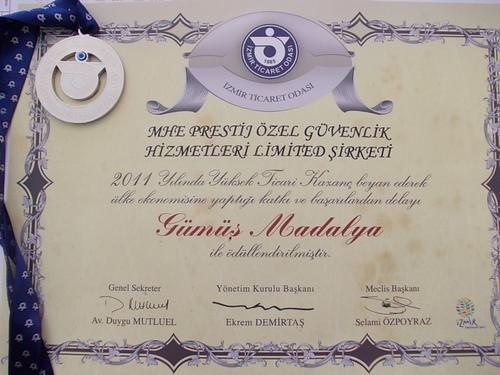 İZMİR TİCARET ODASI
1885
İZMİR TİCARET ODASI
MHE PRESTİJ ÖZEL GÜVENLİK
HİZMETLERİ LİMİTED ŞİRKETİ
2011 Yılında Yüksek Ticari Kazanç beyan ederek
ülke ekonomisine yaptığı katkı ve başarılardan dolayı
Gümüş Madalya
ile ödüllendirilmiştir.
Genel Sekreter
Yönetim Kurulu Başkanı
Meclis Başkanı
Av. Duygu MUTLUEL
Ekrem DEMİRTAŞ
Selami ÖZPOYRAZ
İZMİR